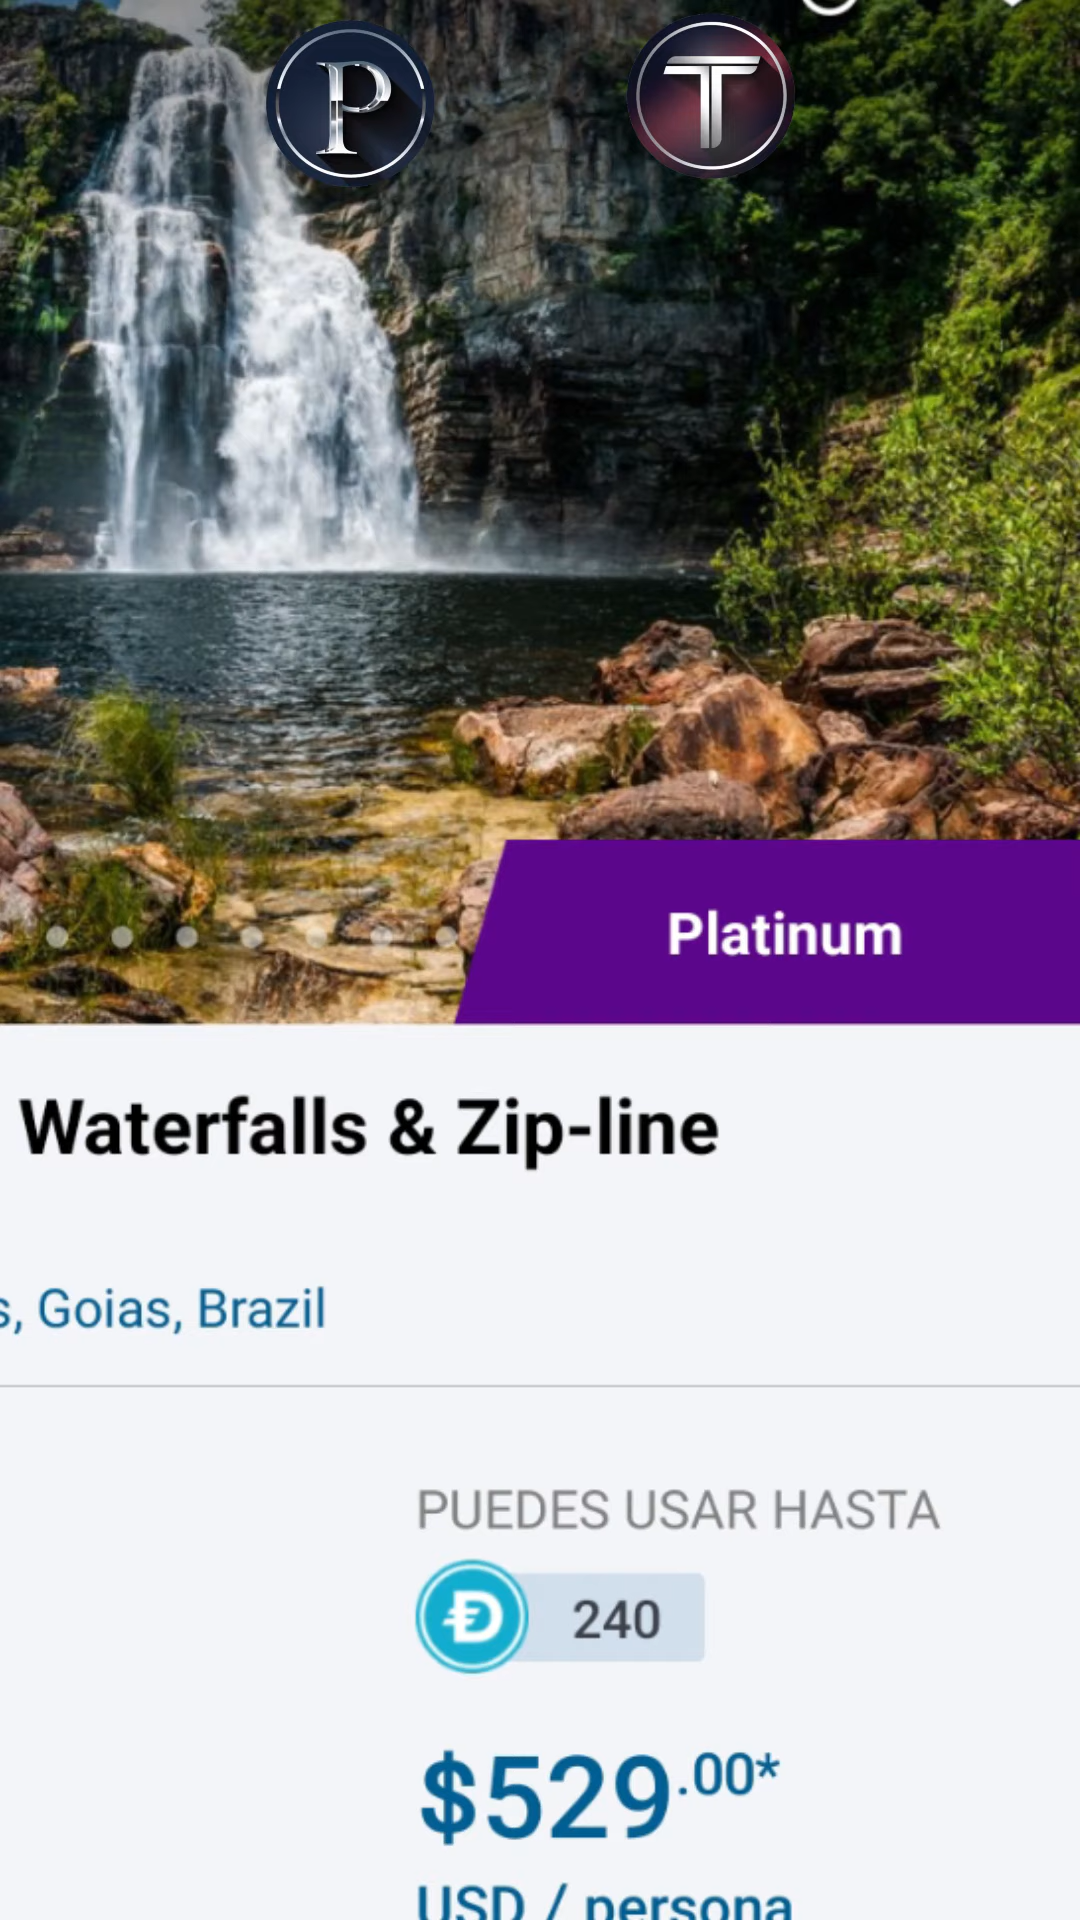 P
T
Platinum
Waterfalls & Zip-line
s, Goias, Brazil
PUEDES USAR HASTA
240
$529.00*
USD / persona